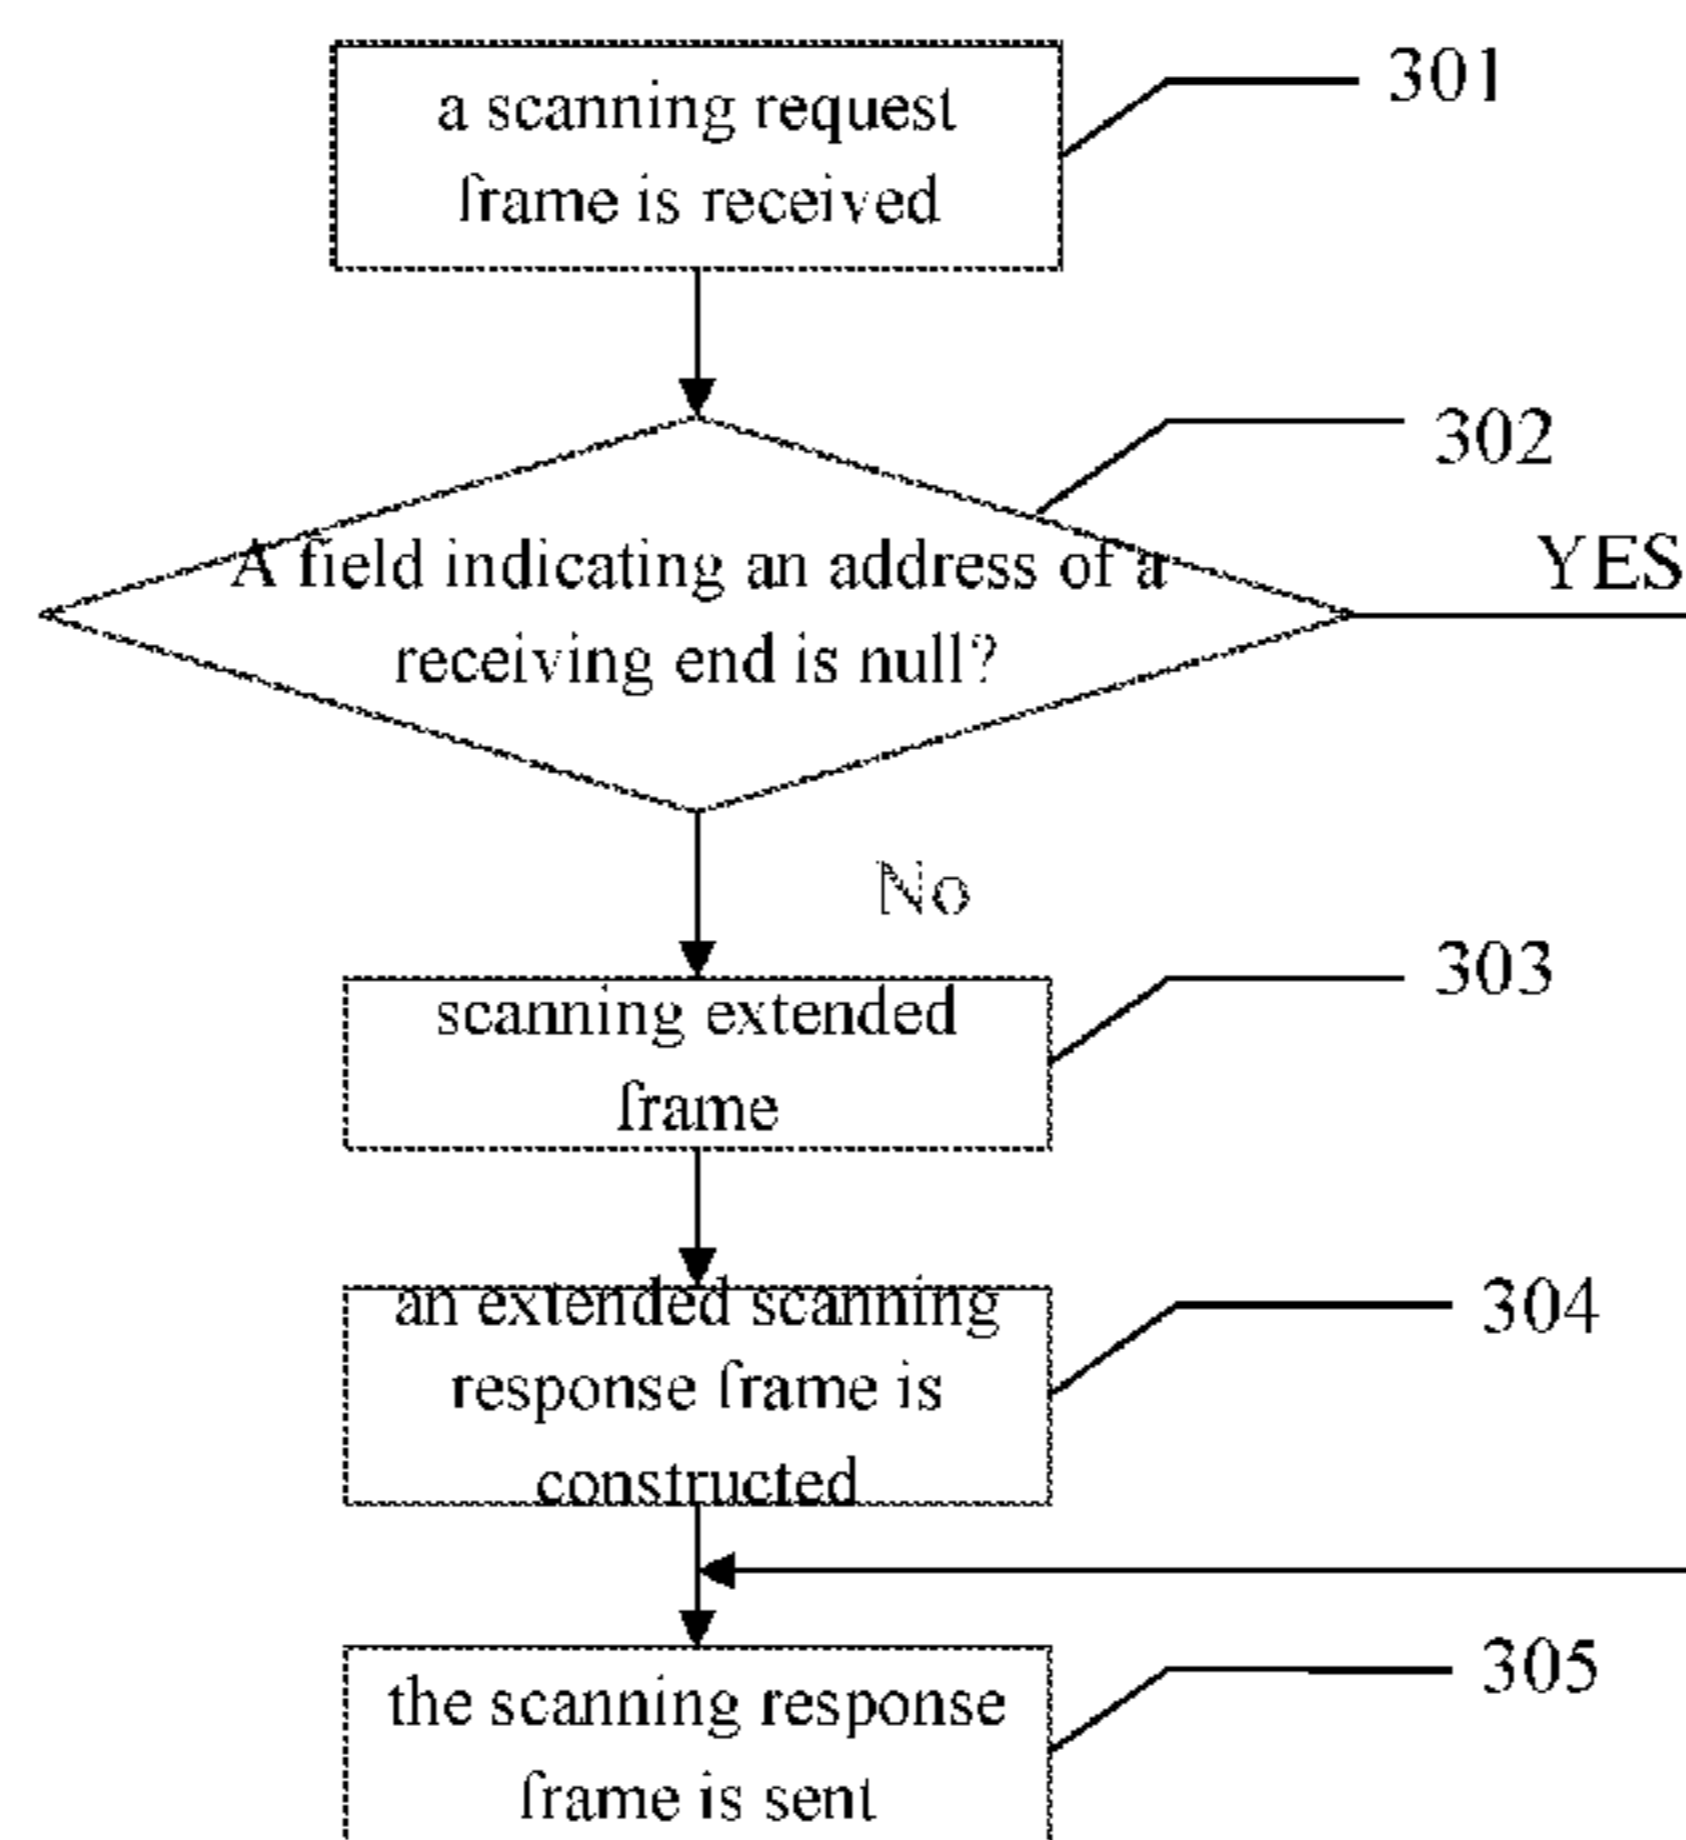 a scanning request
frame is received
301
302
A field indicating an address of a
receiving end is null?
YES
No
scanning extended
frame
303
an extended scanning
response frame is
constructed
304
the scanning response
frame is sent
305